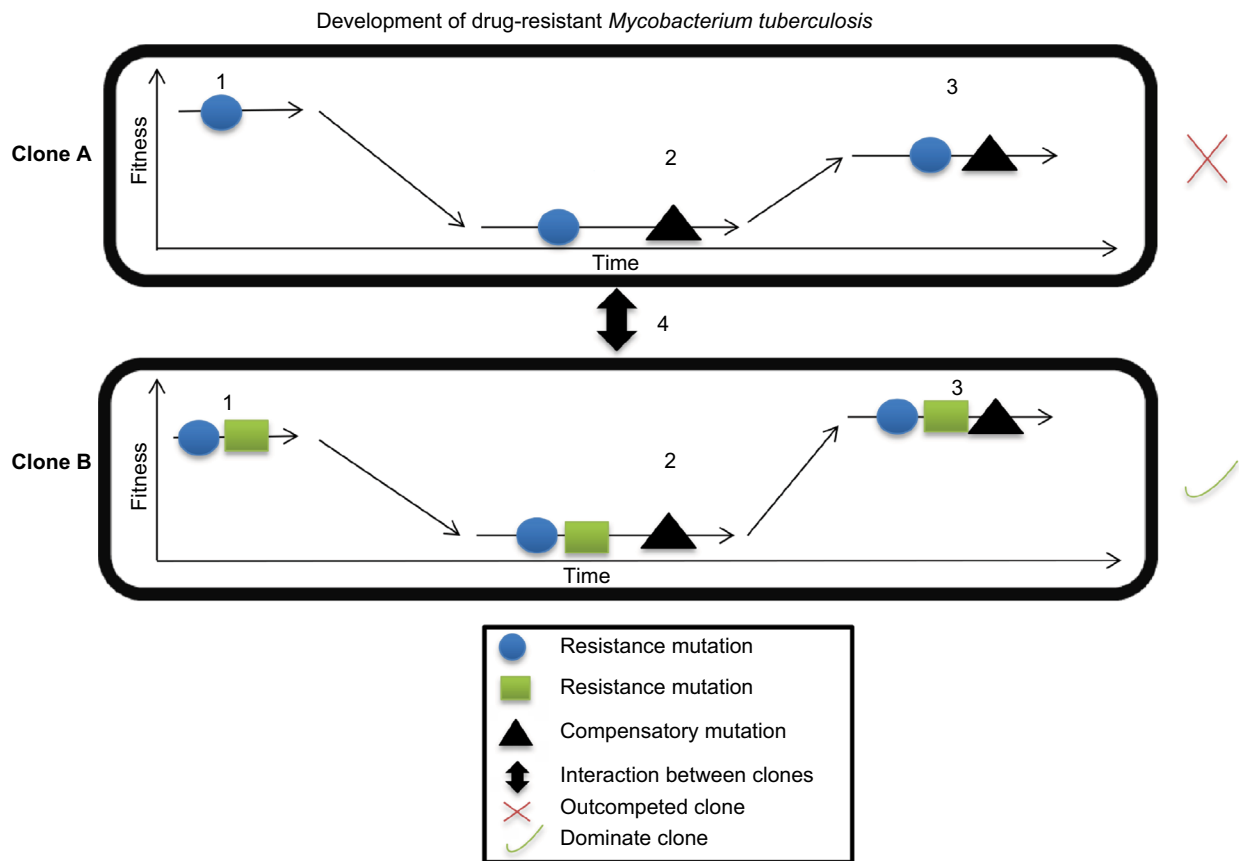 Development of drug-resistant Mycobacterium tuberculosis
Clone A
Fitness
1
2
3
Time
4
Clone B
Fitness
1
2
3
Time
Resistance mutation
Resistance mutation
Compensatory mutation
Interaction between clones
Outcompeted clone
Dominate clone